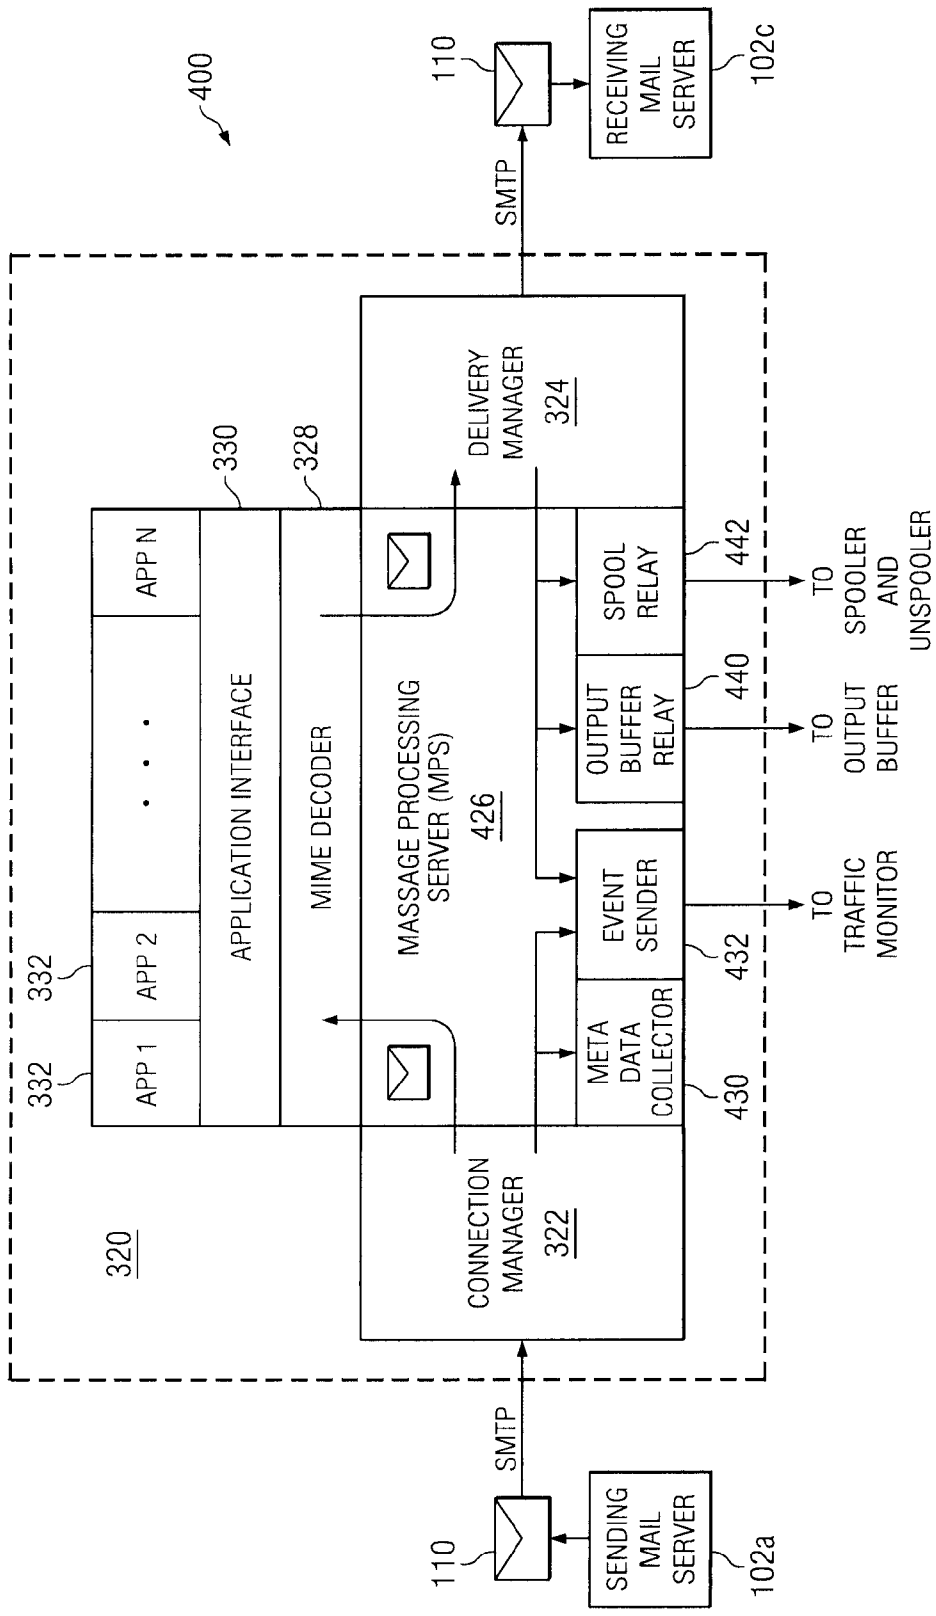 400
320
332
332
APP 1
APP 2
APP N
330
APPLICATION INTERFACE
328
MIME DECODER
MASSAGE PROCESSING
SERVER (MPS)
426
CONNECTION
MANAGER
322
DELIVERY
MANAGER
324
META
DATA
COLLECTOR
430
EVENT
SENDER
432
OUTPUT
BUFFER
RELAY
440
SPOOL
RELAY
442
110
SMTP
SENDING
MAIL
SERVER
102a
110
SMTP
RECEIVING
MAIL
SERVER
102c
TO
TRAFFIC
MONITOR
TO
OUTPUT
BUFFER
TO
SPOOLER
AND
UNSPOOLER